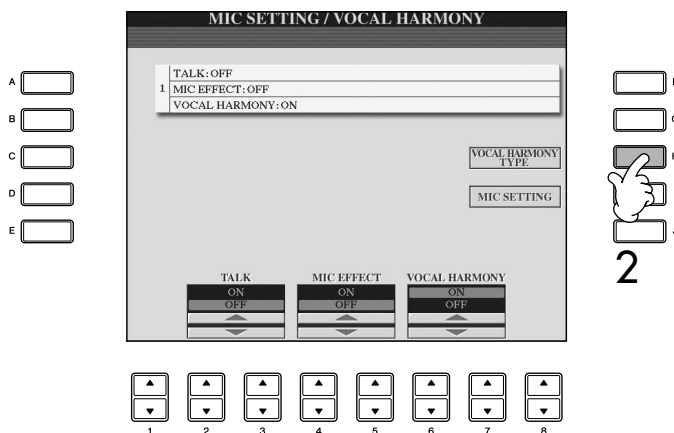 MIC SETTING / VOCAL HARMONY
TALK:OFF
1 MIC EFFECT:OFF
VOCAL HARMONY:ON
A
B
C
D
E
VOCAL HARMONY
TYPE
MIC SETTING
2
TALK MIC EFFECT VOCAL HARMONY
ON ON ON
OFF OFF OFF
1 2 3 4 5 6 7 8